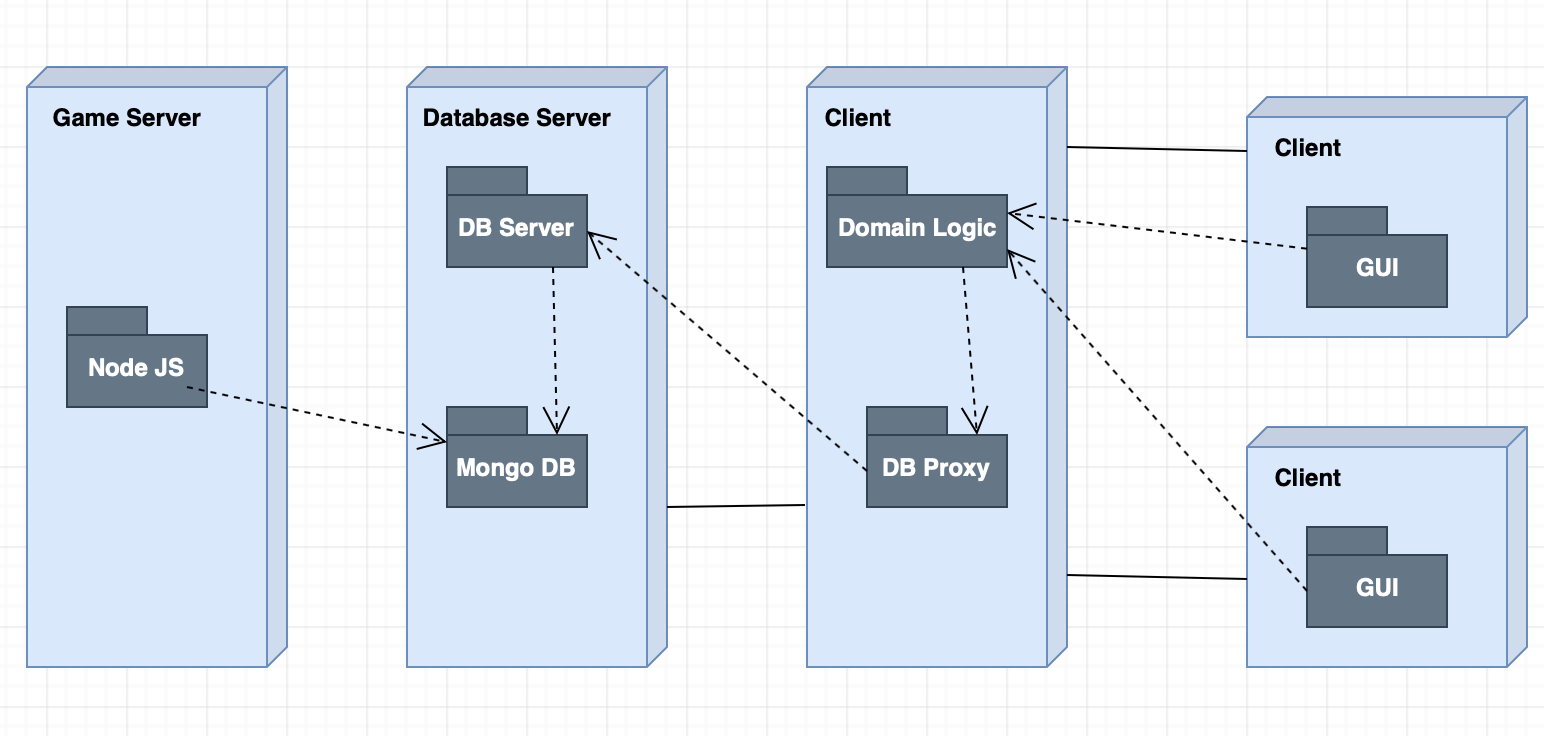 Game Server
Node JS
Database Server
DB Server
Mongo DB
Client
Domain Logic
DB Proxy
Client
GUI
Client
GUI